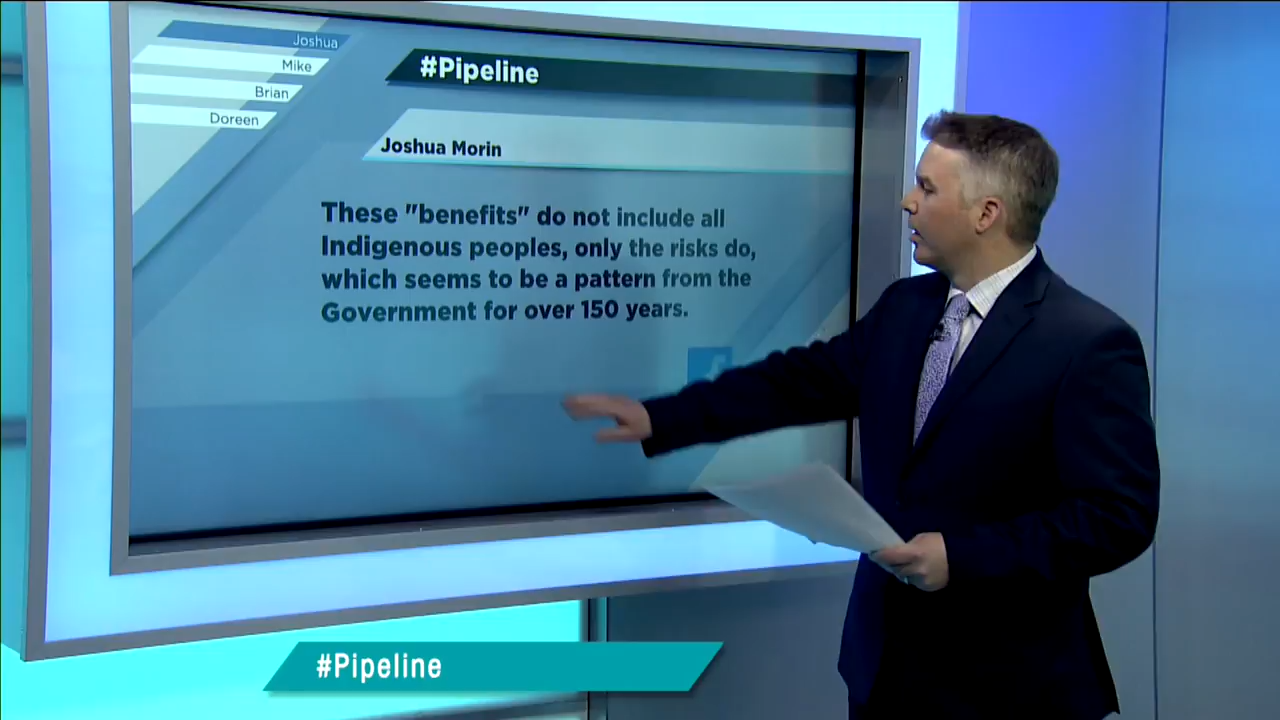 Joshua
Mike
Brian
Doreen
#Pipeline
Joshua Morin
These "benefits" do not include all
Indigenous peoples, only the risks do,
which seems to be a pattern from the
Government for over 150 years.
#Pipeline